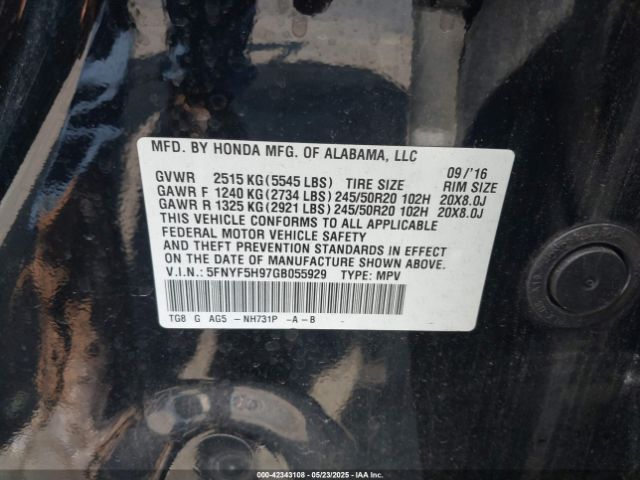 MFD. BY HONDA MFG. OF ALABAMA, LLC
GVWR 2515 KG (5545 LBS) TIRE SIZE 09/'16 RIM SIZE
GAWR F 1240 KG (2734 LBS) 245/50R20 102H 20X8.0J
GAWR R 1325 KG (2921 LBS) 245/50R20 102H 20X8.0J
THIS VEHICLE CONFORMS TO ALL APPLICABLE
FEDERAL MOTOR VEHICLE SAFETY
AND THEFT PREVENTION STANDARDS IN EFFECT
ON THE DATE OF MANUFACTURE SHOWN ABOVE.
V.I.N.: 5FNYF5H97GB055929 TYPE: MPV
TG8 G AG5 -NH731P -A-B -
000-42343108 - 05/23/2025 - IAAI.COM